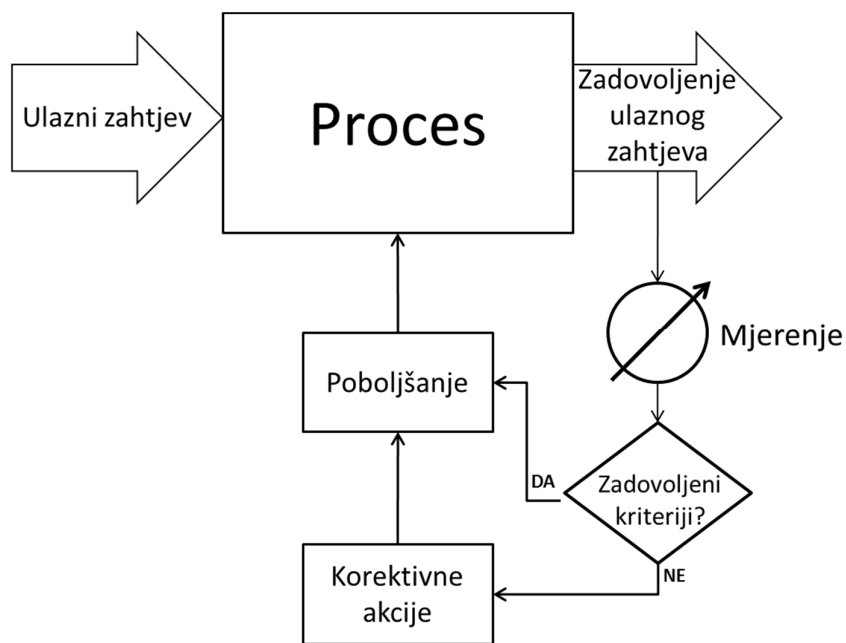 Ulazni zahtjev
Proces
Zadovoljenje
ulaznog
zahtjeva
Mjerenje
Poboljšanje
DA
Zadovoljeni
kriteriji?
NE
Korektivne
akcije